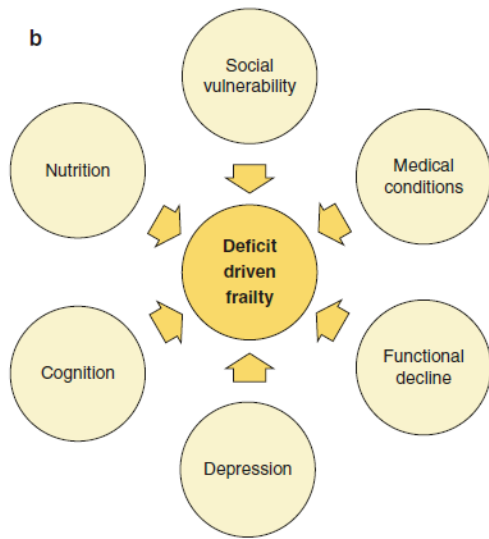 b
Social
vulnerability
Nutrition
Medical
conditions
Deficit
driven
frailty
Cognition
Functional
decline
Depression